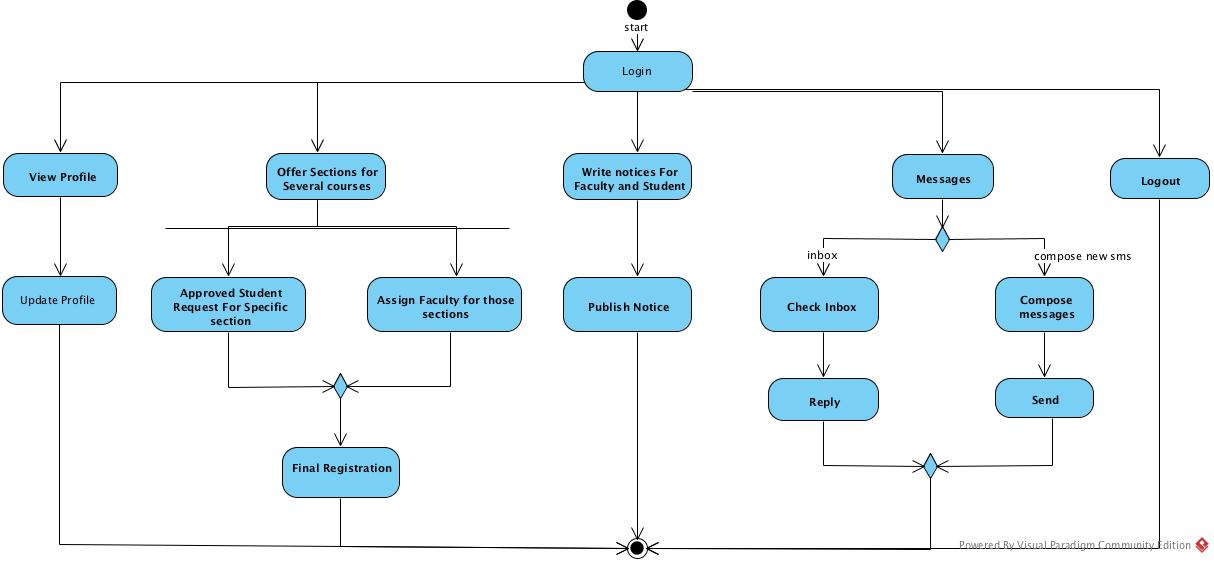 start
Login
View Profile
Offer Sections for
Several courses
Write notices For
Faculty and Student
Messages
Logout
inbox
compose new sms
Update Profile
Approved Student
Request For Specific
section
Assign Faculty for those
sections
Publish Notice
Check Inbox
Compose
messages
Reply
Send
Final Registration
Powered By Visual Paradigm Community Edition